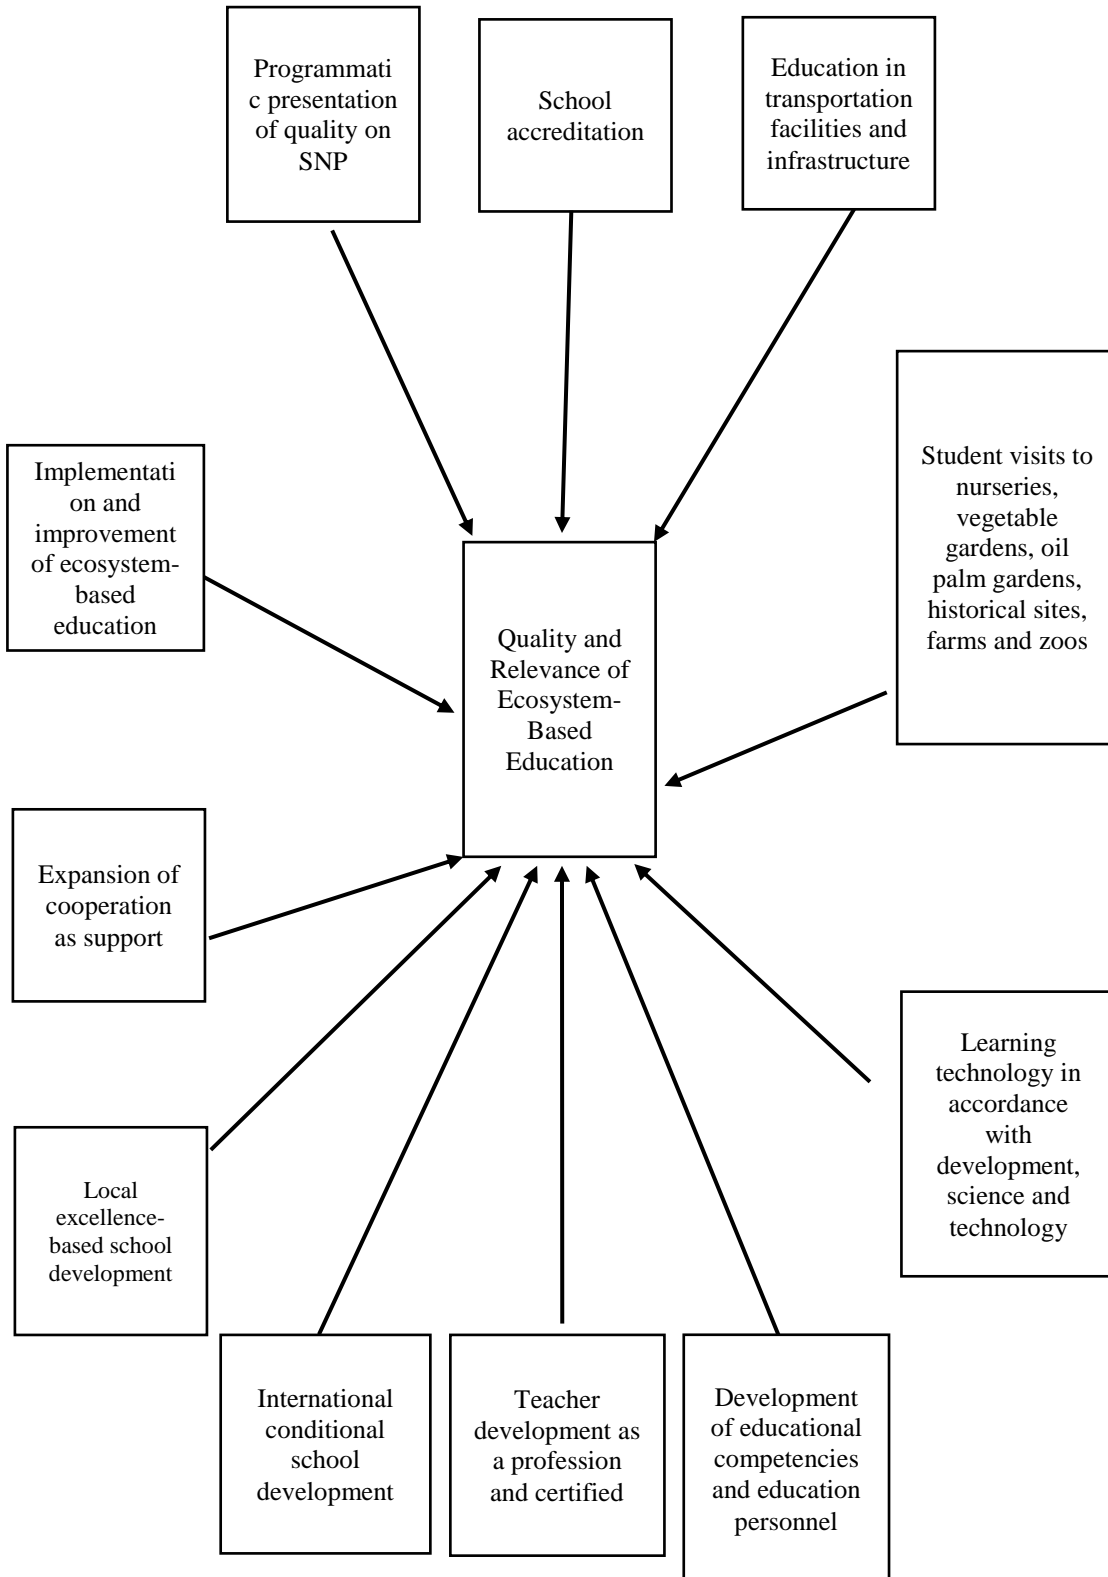 Programmati
c presentation
of quality on
SNP
School
accreditation
Education in
transportation
facilities and
infrastructure
Implementati
on and
improvement
of ecosystem-
based
education
Student visits to
nurseries,
vegetable
gardens, oil
palm gardens,
historical sites,
farms and zoos
Quality and
Relevance of
Ecosystem-
Based
Education
Expansion of
cooperation
as support
Learning
technology in
accordance
with
development,
science and
technology
Local
excellence-
based school
development
International
conditional
school
development
Teacher
development as
a profession
and certified
Development
of educational
competencies
and education
personnel